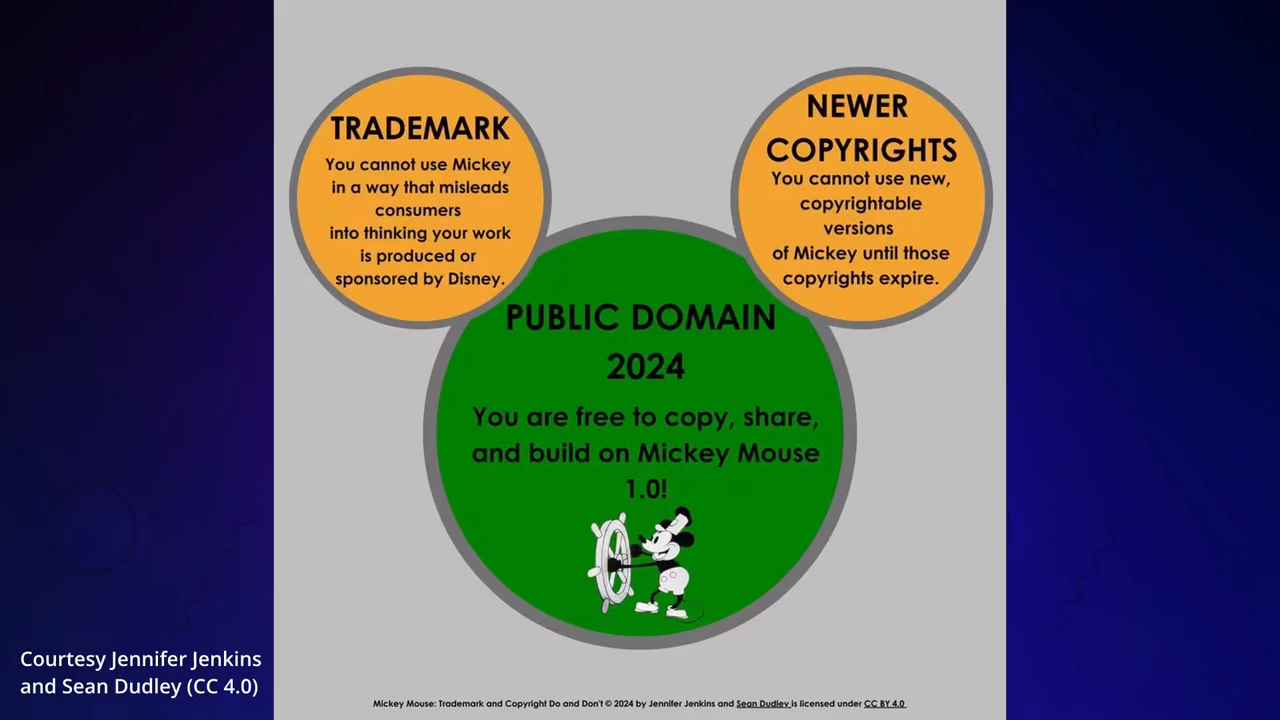 TRADEMARK
You cannot use Mickey
in a way that misleads
consumers
into thinking your work
is produced or
sponsored by Disney.
NEWER
COPYRIGHTS
You cannot use new,
copyrightable
versions
of Mickey until those
copyrights expire.
PUBLIC DOMAIN
2024
You are free to copy, share,
and build on Mickey Mouse
1.0!
Courtesy Jennifer Jenkins
and Sean Dudley (CC 4.0)
Mickey Mouse: Trademark and Copyright Do and Don't © 2024 by Jennifer Jenkins and Sean Dudley is licensed under CC BY 4.0